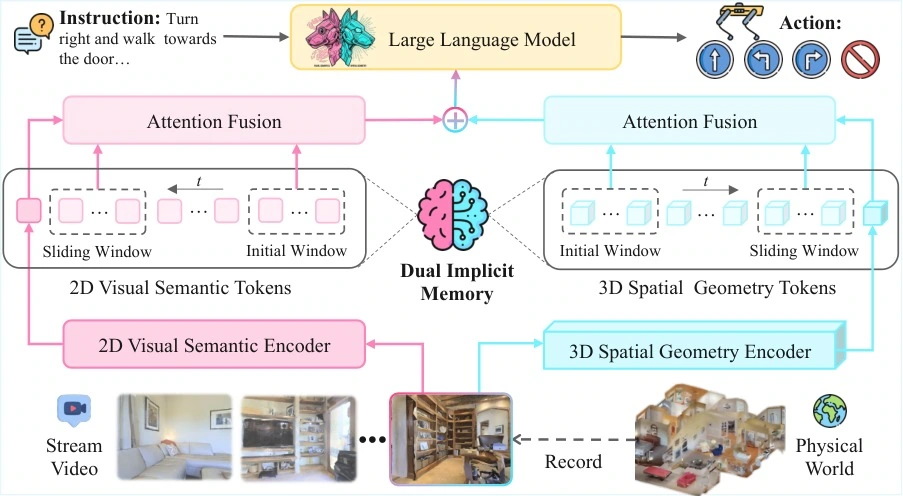 Instruction: Turn
right and walk towards
the door…
Large Language Model
Action:
Attention Fusion
Attention Fusion
t
t
Sliding Window
Initial Window
Initial Window
Sliding Window
2D Visual Semantic Tokens
Dual Implicit
Memory
3D Spatial Geometry Tokens
2D Visual Semantic Encoder
3D Spatial Geometry Encoder
Stream
Video
Record
Physical
World